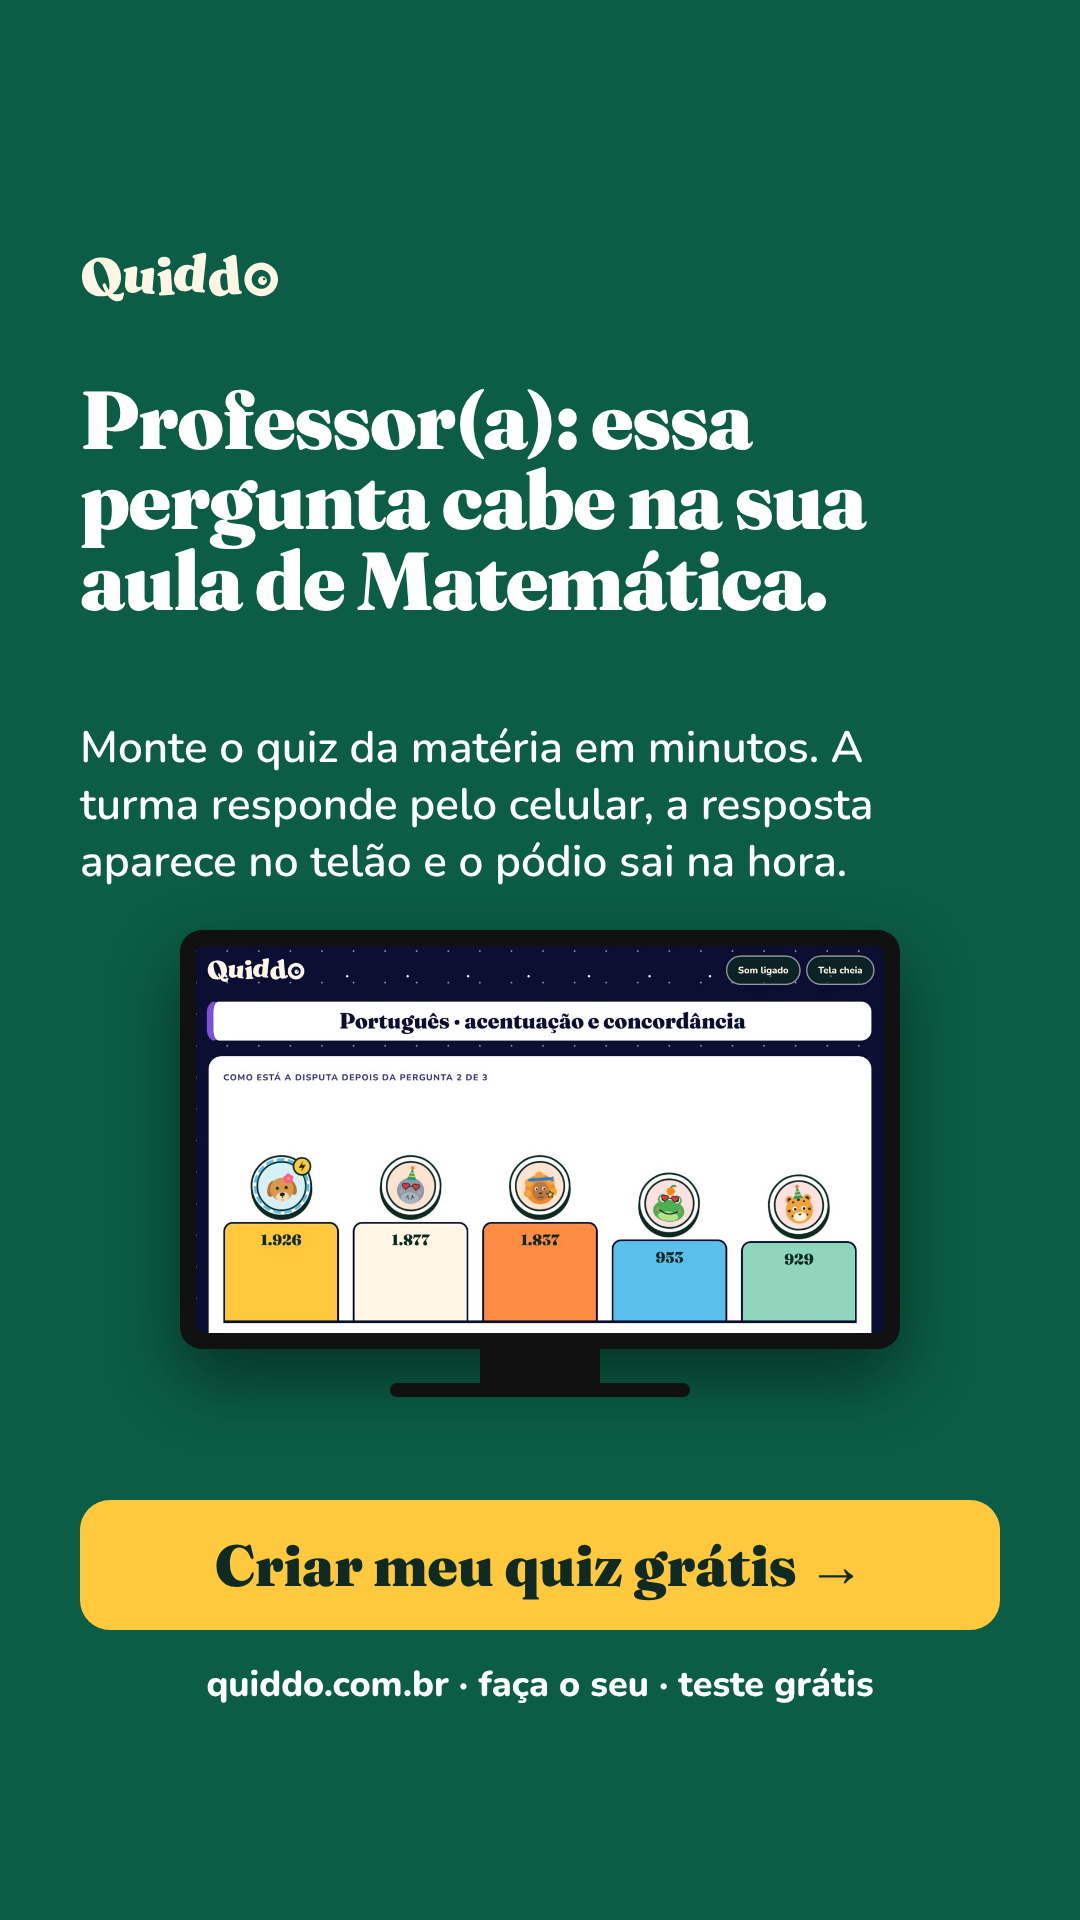 Quiddo
Professor(a): essa
pergunta cabe na sua
aula de Matemática.
Monte o quiz da matéria em minutos. A
turma responde pelo celular, a resposta
aparece no telão e o pódio sai na hora.
Quiddo
Som ligado
Tela cheia
Português · acentuação e concordância
COMO ESTÁ A DISPUTA DEPOIS DA PERGUNTA 2 DE 3
1.926
1.877
1.837
953
929
Criar meu quiz grátis →
quiddo.com.br · faça o seu · teste grátis